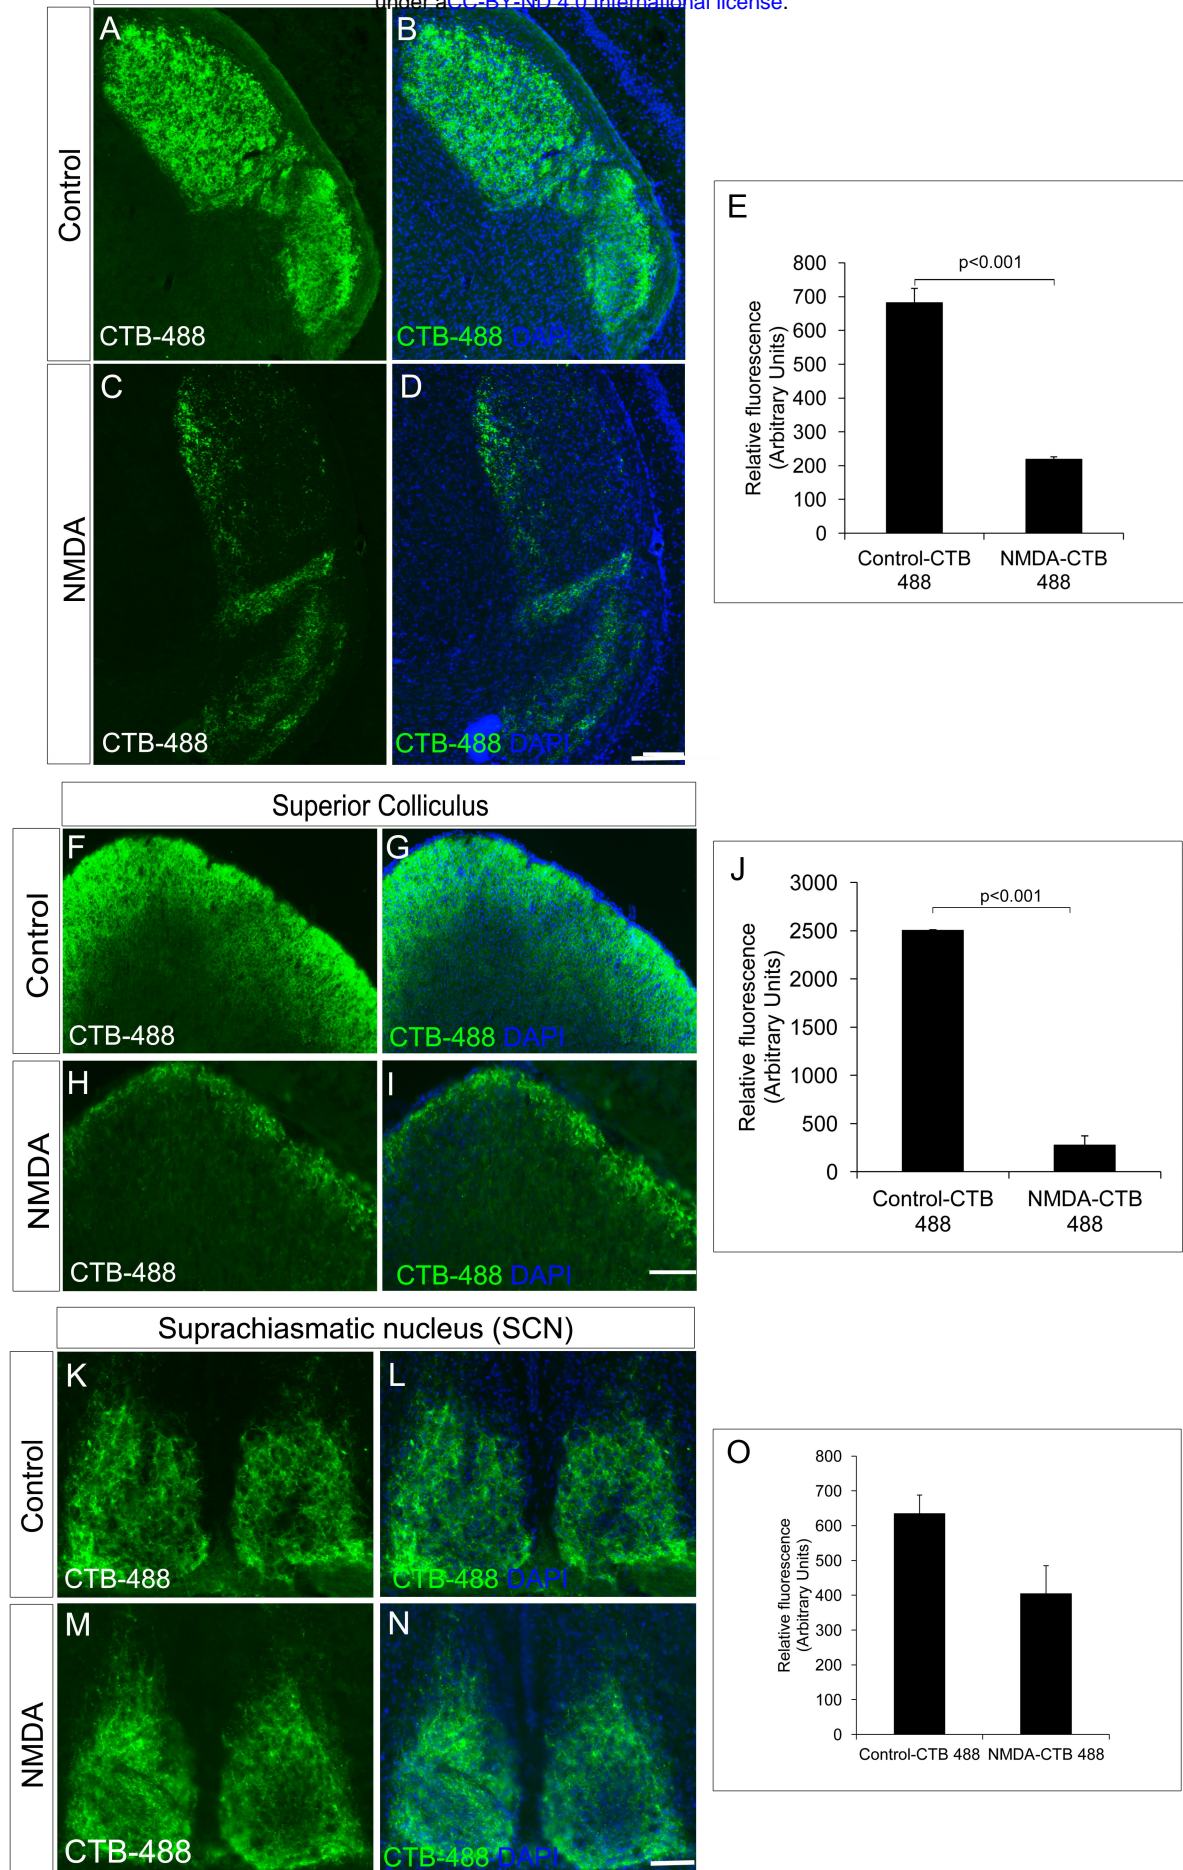 under aCC-BY-ND 4.0 International license.
Control
A
CTB-488
B
CTB-488 DAPI
NMDA
C
CTB-488
D
CTB-488 DAPI
E
Relative fluorescence
(Arbitrary Units)
800
700
600
500
400
300
200
100
0
p<0.001
Control-CTB
488
NMDA-CTB
488
Superior Colliculus
Control
F
CTB-488
G
CTB-488 DAPI
NMDA
H
CTB-488
I
CTB-488 DAPI
J
Relative fluorescence
(Arbitrary Units)
3000
2500
2000
1500
1000
500
0
p<0.001
Control-CTB
488
NMDA-CTB
488
Suprachiasmatic nucleus (SCN)
Control
K
CTB-488
L
CTB-488 DAPI
NMDA
M
CTB-488
N
CTB-488 DAPI
O
Relative fluorescence
(Arbitrary Units)
800
700
600
500
400
300
200
100
0
Control-CTB 488
NMDA-CTB 488